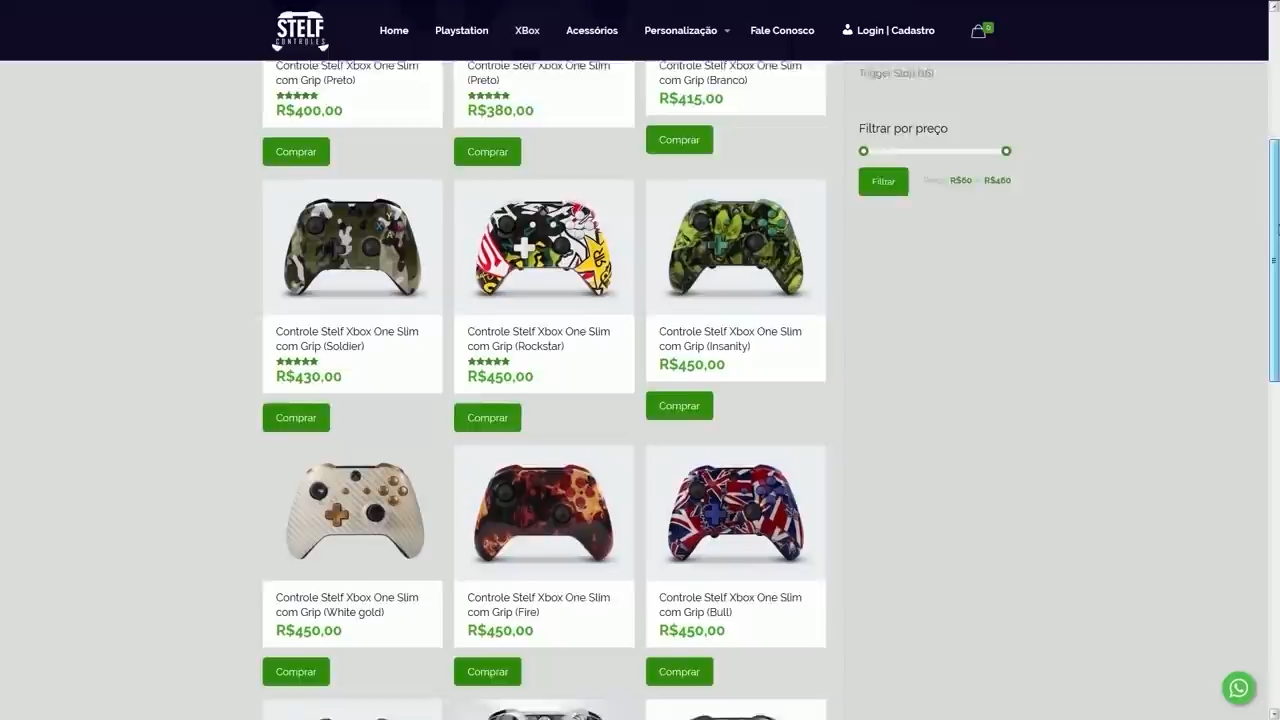 STELF
CONTROLES
Home
Playstation
XBox
Acessórios
Personalização
Fale Conosco
Login | Cadastro
0
Controle Stelf Xbox One Slim
com Grip (Preto)
R$400,00
Comprar
Controle Stelf Xbox One Slim
(Preto)
R$380,00
Comprar
Controle Stelf Xbox One Slim
com Grip (Branco)
R$415,00
Comprar
Trigger Stop (16)
Filtrar por preço
Filtrar
Preço: R$60 — R$460
Controle Stelf Xbox One Slim
com Grip (Soldier)
R$430,00
Comprar
Controle Stelf Xbox One Slim
com Grip (Rockstar)
R$450,00
Comprar
Controle Stelf Xbox One Slim
com Grip (Insanity)
R$450,00
Comprar
Controle Stelf Xbox One Slim
com Grip (White gold)
R$450,00
Comprar
Controle Stelf Xbox One Slim
com Grip (Fire)
R$450,00
Comprar
Controle Stelf Xbox One Slim
com Grip (Bull)
R$450,00
Comprar